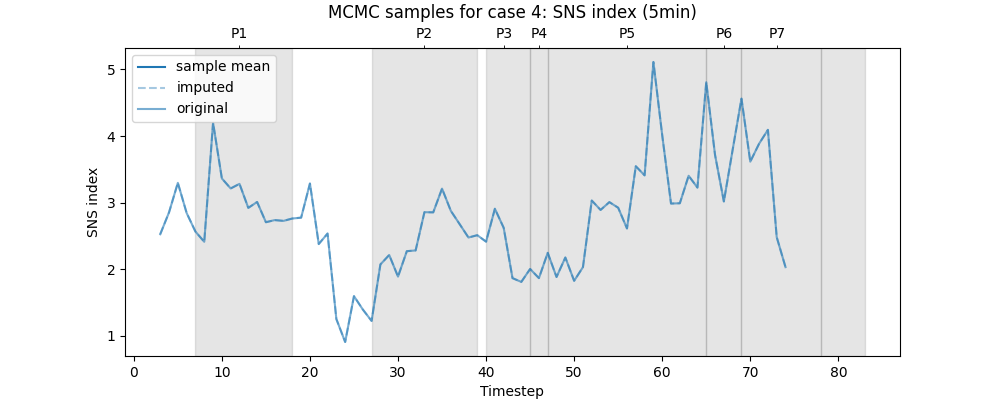 MCMC samples for case 4: SNS index (5min)
P1 P2 P3 P4 P5 P6 P7
sample mean
imputed
original
SNS index
5
4
3
2
1
0 10 20 30 40 50 60 70 80
Timestep